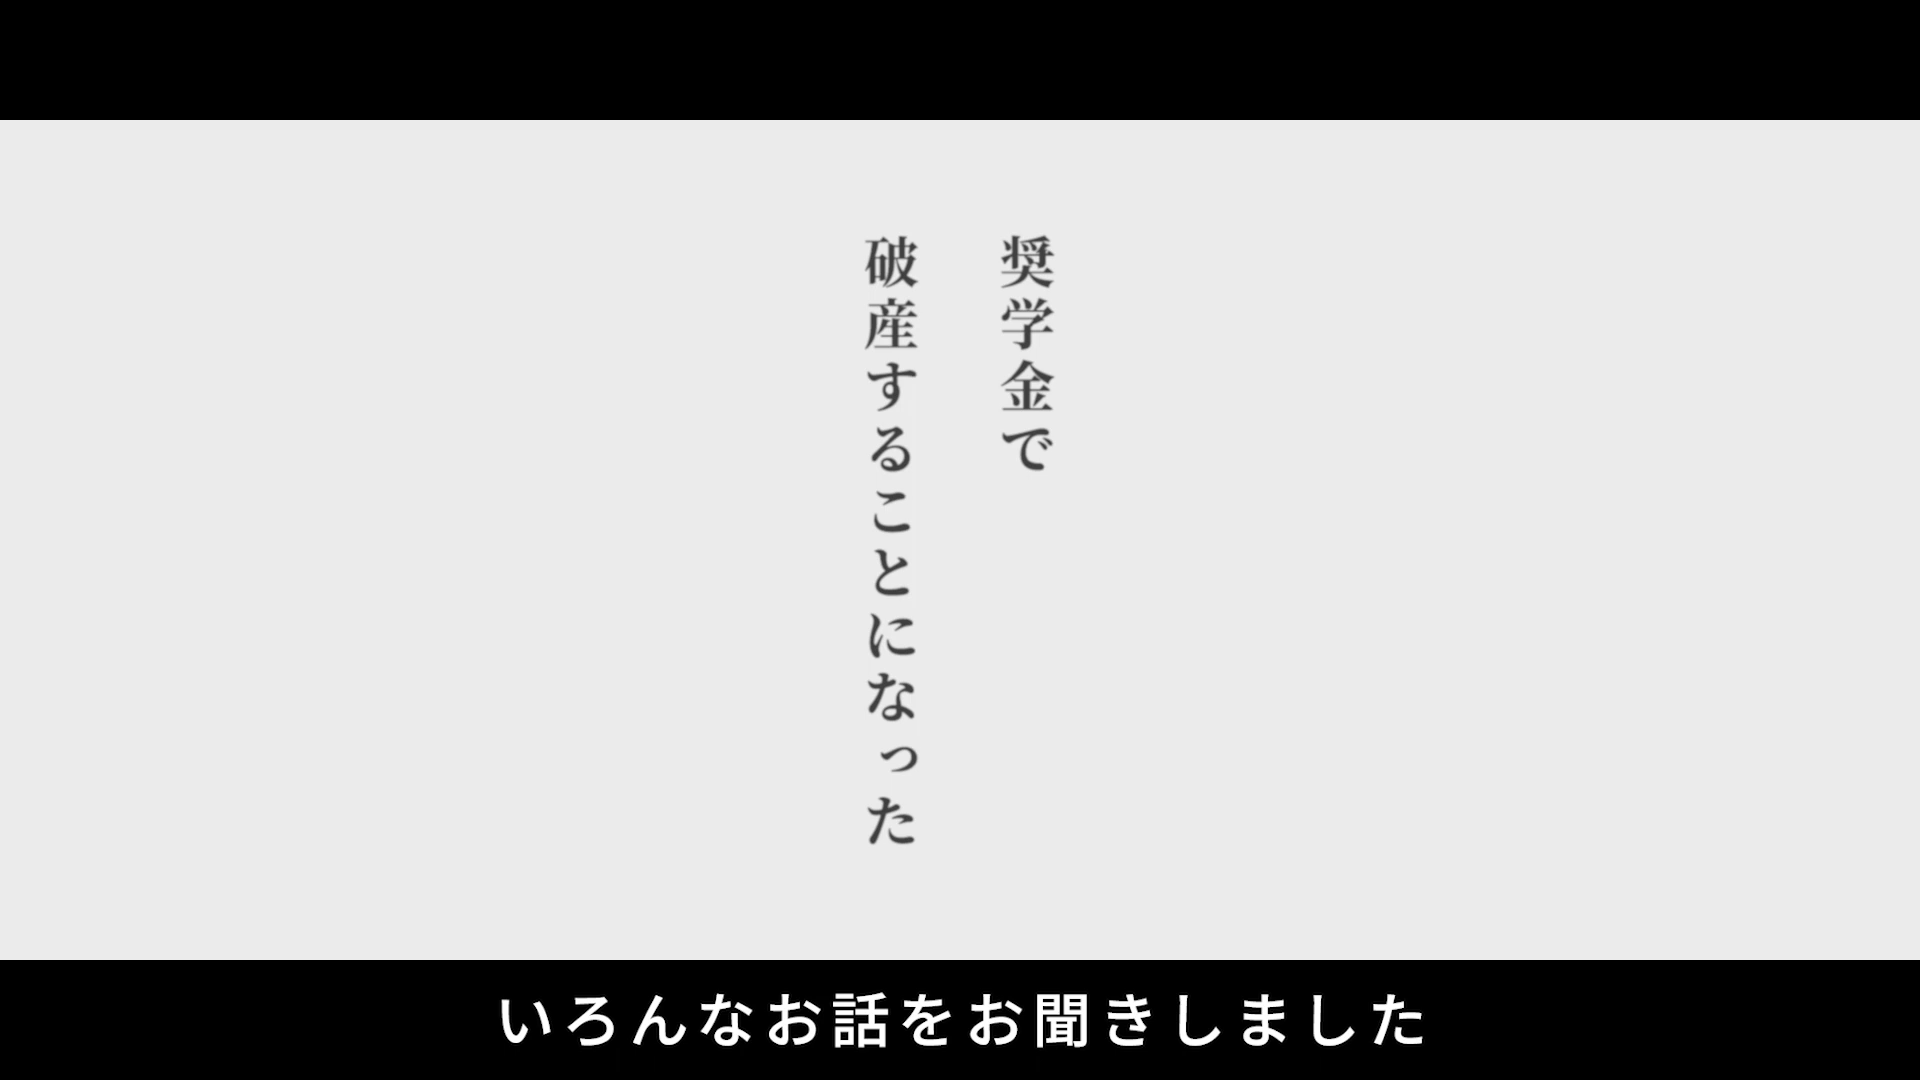 奨学金で
破産することになった
いろんなお話をお聞きしました